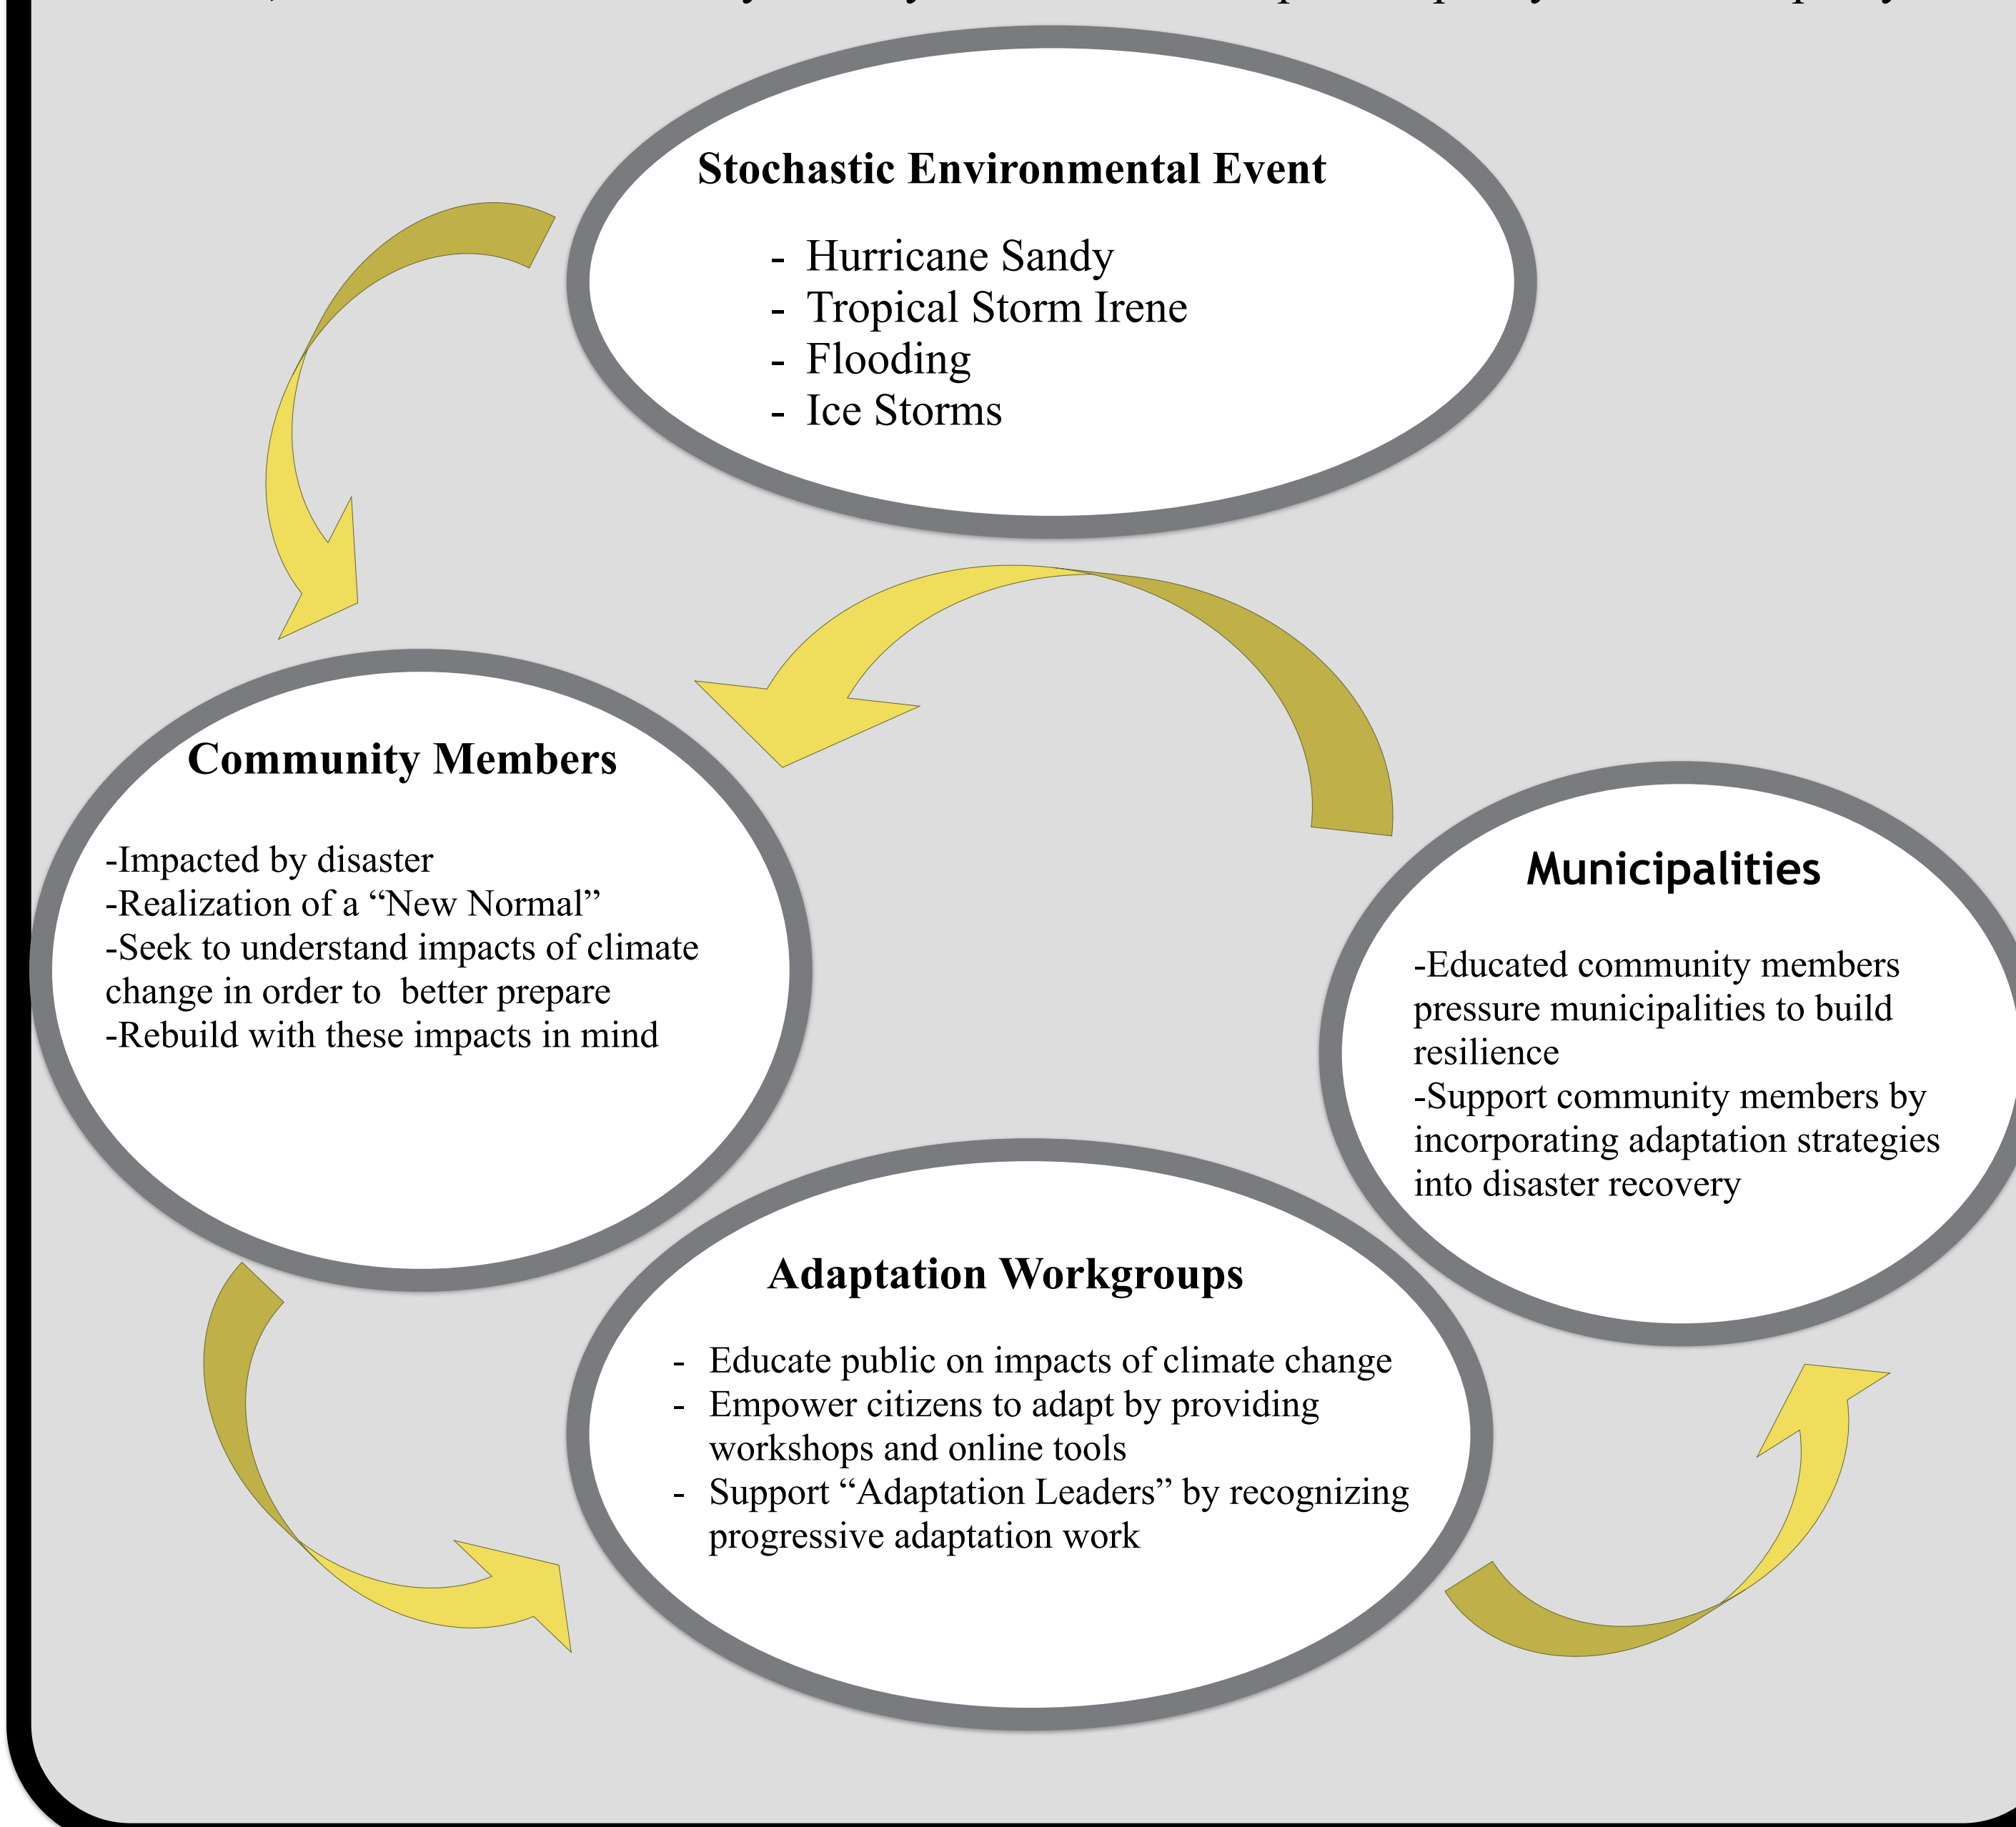 Stochastic Environmental Event
- Hurricane Sandy
- Tropical Storm Irene
- Flooding
- Ice Storms
Community Members
-Impacted by disaster
-Realization of a “New Normal”
-Seek to understand impacts of climate
change in order to  better prepare
-Rebuild with these impacts in mind
Municipalities
-Educated community members
pressure municipalities to build
resilience
-Support community members by
incorporating adaptation strategies
into disaster recovery
Adaptation Workgroups
- Educate public on impacts of climate change
- Empower citizens to adapt by providing
workshops and online tools
- Support “Adaptation Leaders” by recognizing
progressive adaptation work